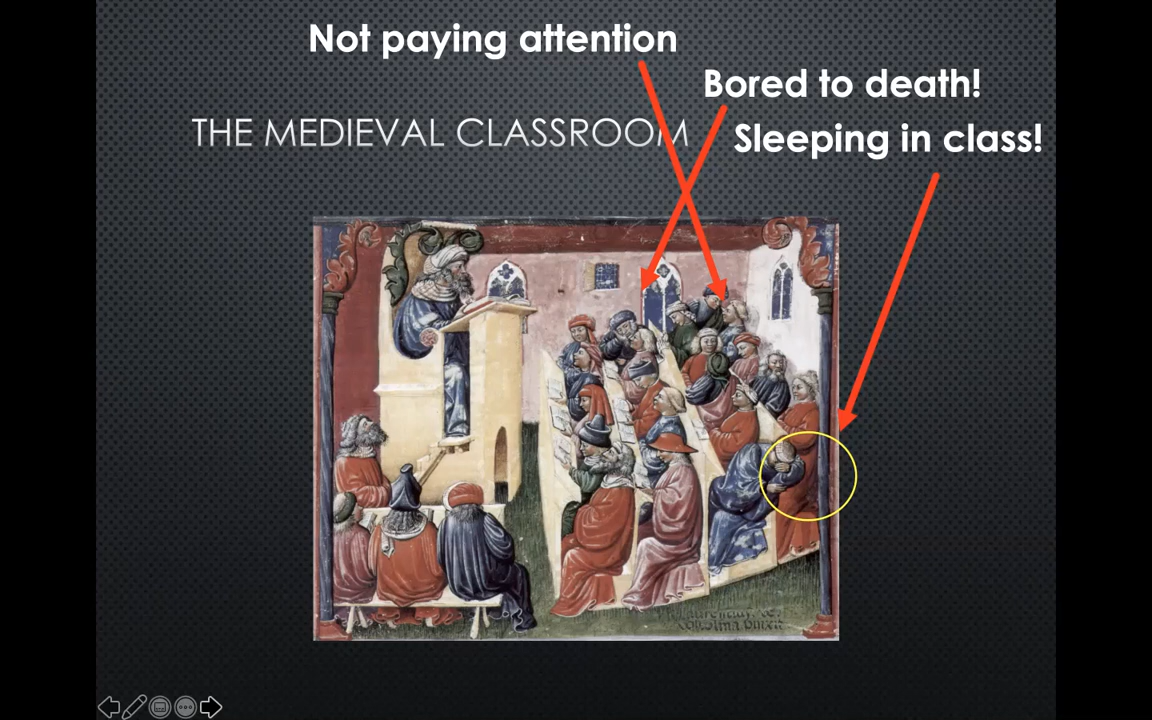 Not paying attention
Bored to death!
THE MEDIEVAL CLASSROOM
Sleeping in class!